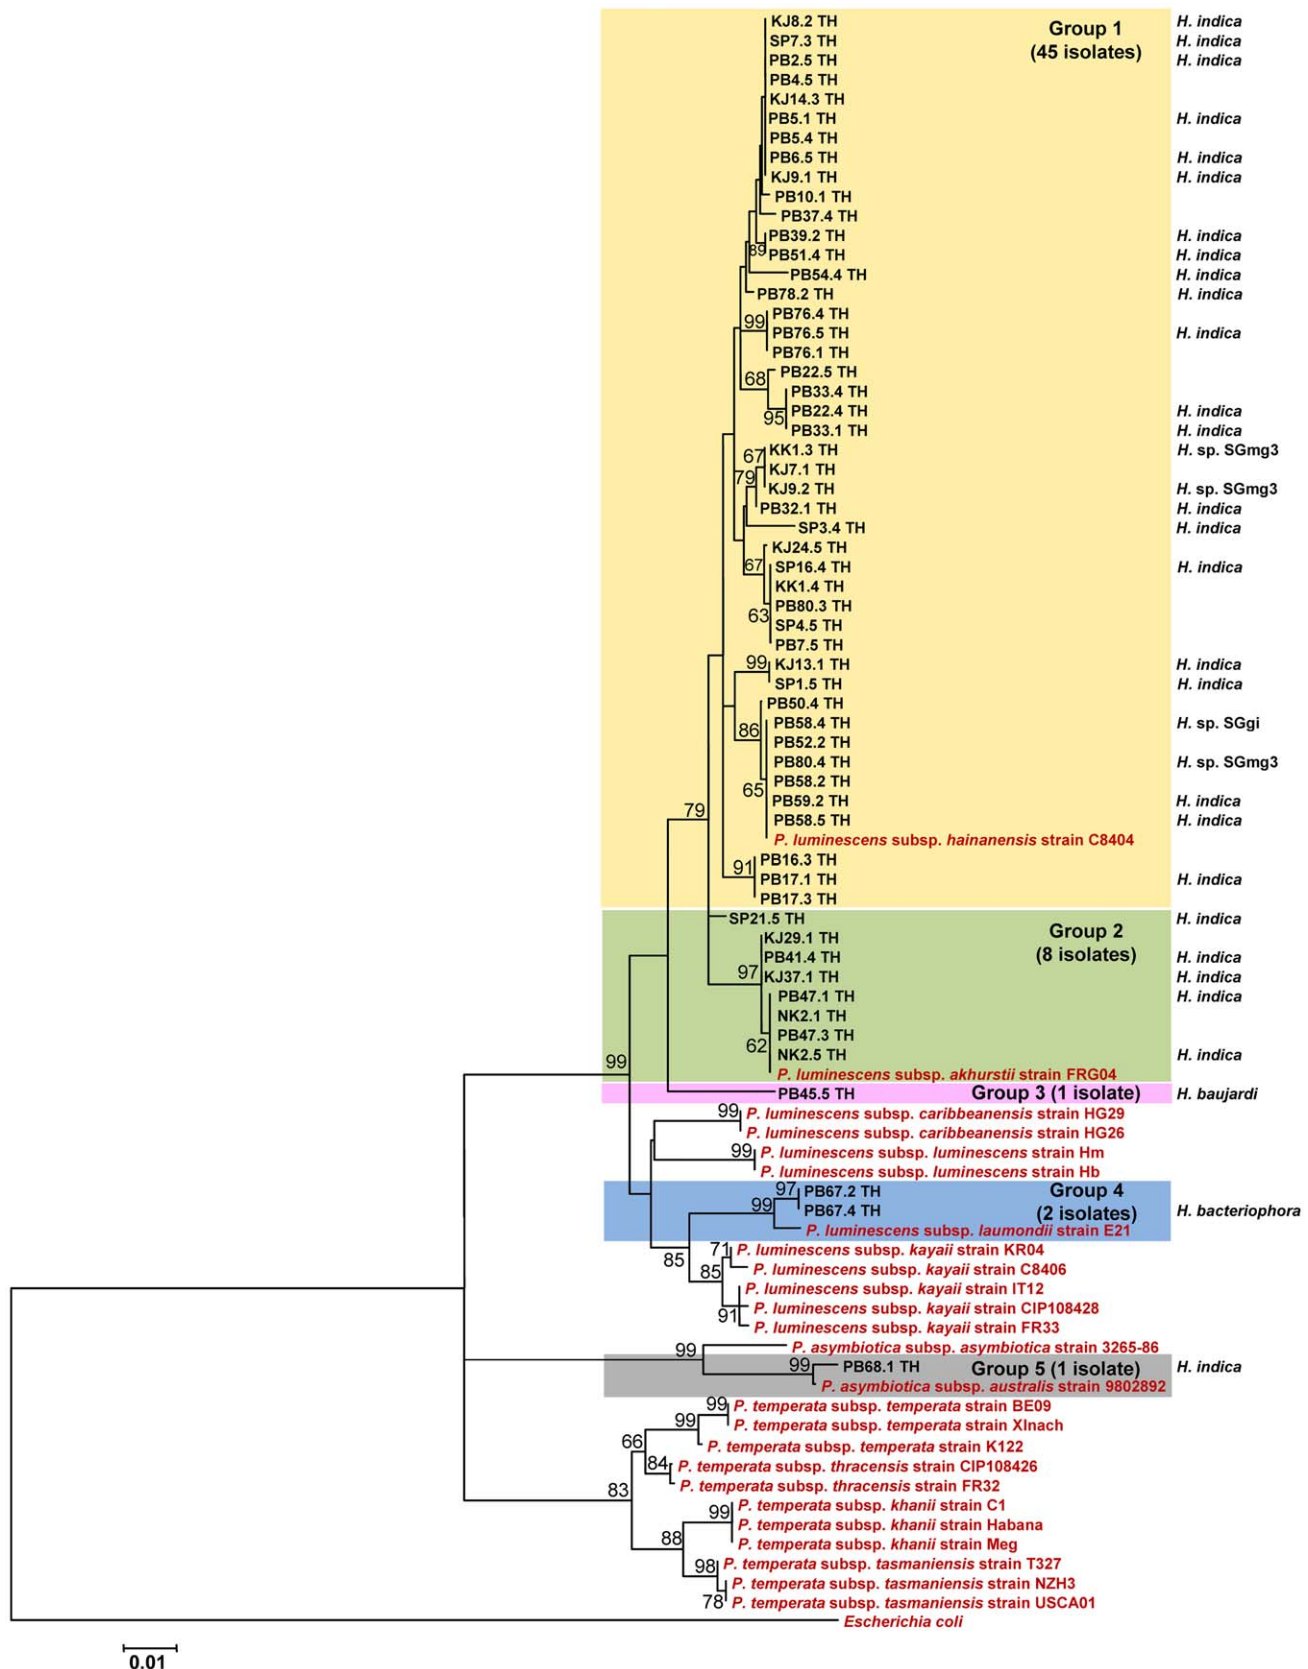 KJ8.2 TH Group 1 H. indica
SP7.3 TH (45 isolates) H. indica
PB2.5 TH H. indica
PB4.5 TH
KJ14.3 TH
PB5.1 TH H. indica
PB5.4 TH
PB6.5 TH H. indica
KJ9.1 TH H. indica
PB10.1 TH
PB37.4 TH
PB39.2 TH H. indica
89 PB51.4 TH H. indica
PB54.4 TH H. indica
PB78.2 TH H. indica
PB76.4 TH
99 PB76.5 TH H. indica
PB76.1 TH
PB22.5 TH
68 PB33.4 TH
95 PB22.4 TH H. indica
PB33.1 TH H. indica
67 KK1.3 TH H. sp. SGmg3
79 KJ7.1 TH
KJ9.2 TH H. sp. SGmg3
PB32.1 TH H. indica
SP3.4 TH H. indica
KJ24.5 TH
67 SP16.4 TH H. indica
KK1.4 TH
63 PB80.3 TH
SP4.5 TH
PB7.5 TH
99 KJ13.1 TH H. indica
SP1.5 TH H. indica
PB50.4 TH
86 PB58.4 TH H. sp. SGgi
PB52.2 TH
PB80.4 TH H. sp. SGmg3
65 PB58.2 TH
PB59.2 TH H. indica
79 PB58.5 TH H. indica
P. luminescens subsp. hainanensis strain C8404
91 PB16.3 TH
PB17.1 TH H. indica
PB17.3 TH
SP21.5 TH Group 2 H. indica
KJ29.1 TH (8 isolates)
PB41.4 TH H. indica
97 KJ37.1 TH H. indica
PB47.1 TH H. indica
NK2.1 TH
62 PB47.3 TH
99 NK2.5 TH H. indica
P. luminescens subsp. akhurstii strain FRG04
PB45.5 TH Group 3 (1 isolate) H. baujardi
99 P. luminescens subsp. caribbeanensis strain HG29
P. luminescens subsp. caribbeanensis strain HG26
99 P. luminescens subsp. luminescens strain Hm
P. luminescens subsp. luminescens strain Hb
97 PB67.2 TH Group 4
99 PB67.4 TH (2 isolates) H. bacteriophora
P. luminescens subsp. laumondii strain E21
85 71 P. luminescens subsp. kayaii strain KR04
85 P. luminescens subsp. kayaii strain C8406
P. luminescens subsp. kayaii strain IT12
91 P. luminescens subsp. kayaii strain CIP108428
P. luminescens subsp. kayaii strain FR33
99 P. asymbiotica subsp. asymbiotica strain 3265-86
99 PB68.1 TH Group 5 (1 isolate) H. indica
P. asymbiotica subsp. australis strain 9802892
99 P. temperata subsp. temperata strain BE09
99 P. temperata subsp. temperata strain XlNach
66 P. temperata subsp. temperata strain K122
84 P. temperata subsp. thracensis strain CIP108426
83 P. temperata subsp. thracensis strain FR32
P. temperata subsp. khanii strain C1
99 P. temperata subsp. khanii strain Habana
88 P. temperata subsp. khanii strain Meg
98 P. temperata subsp. tasmaniensis strain T327
P. temperata subsp. tasmaniensis strain NZH3
78 P. temperata subsp. tasmaniensis strain USCA01
Escherichia coli
0.01